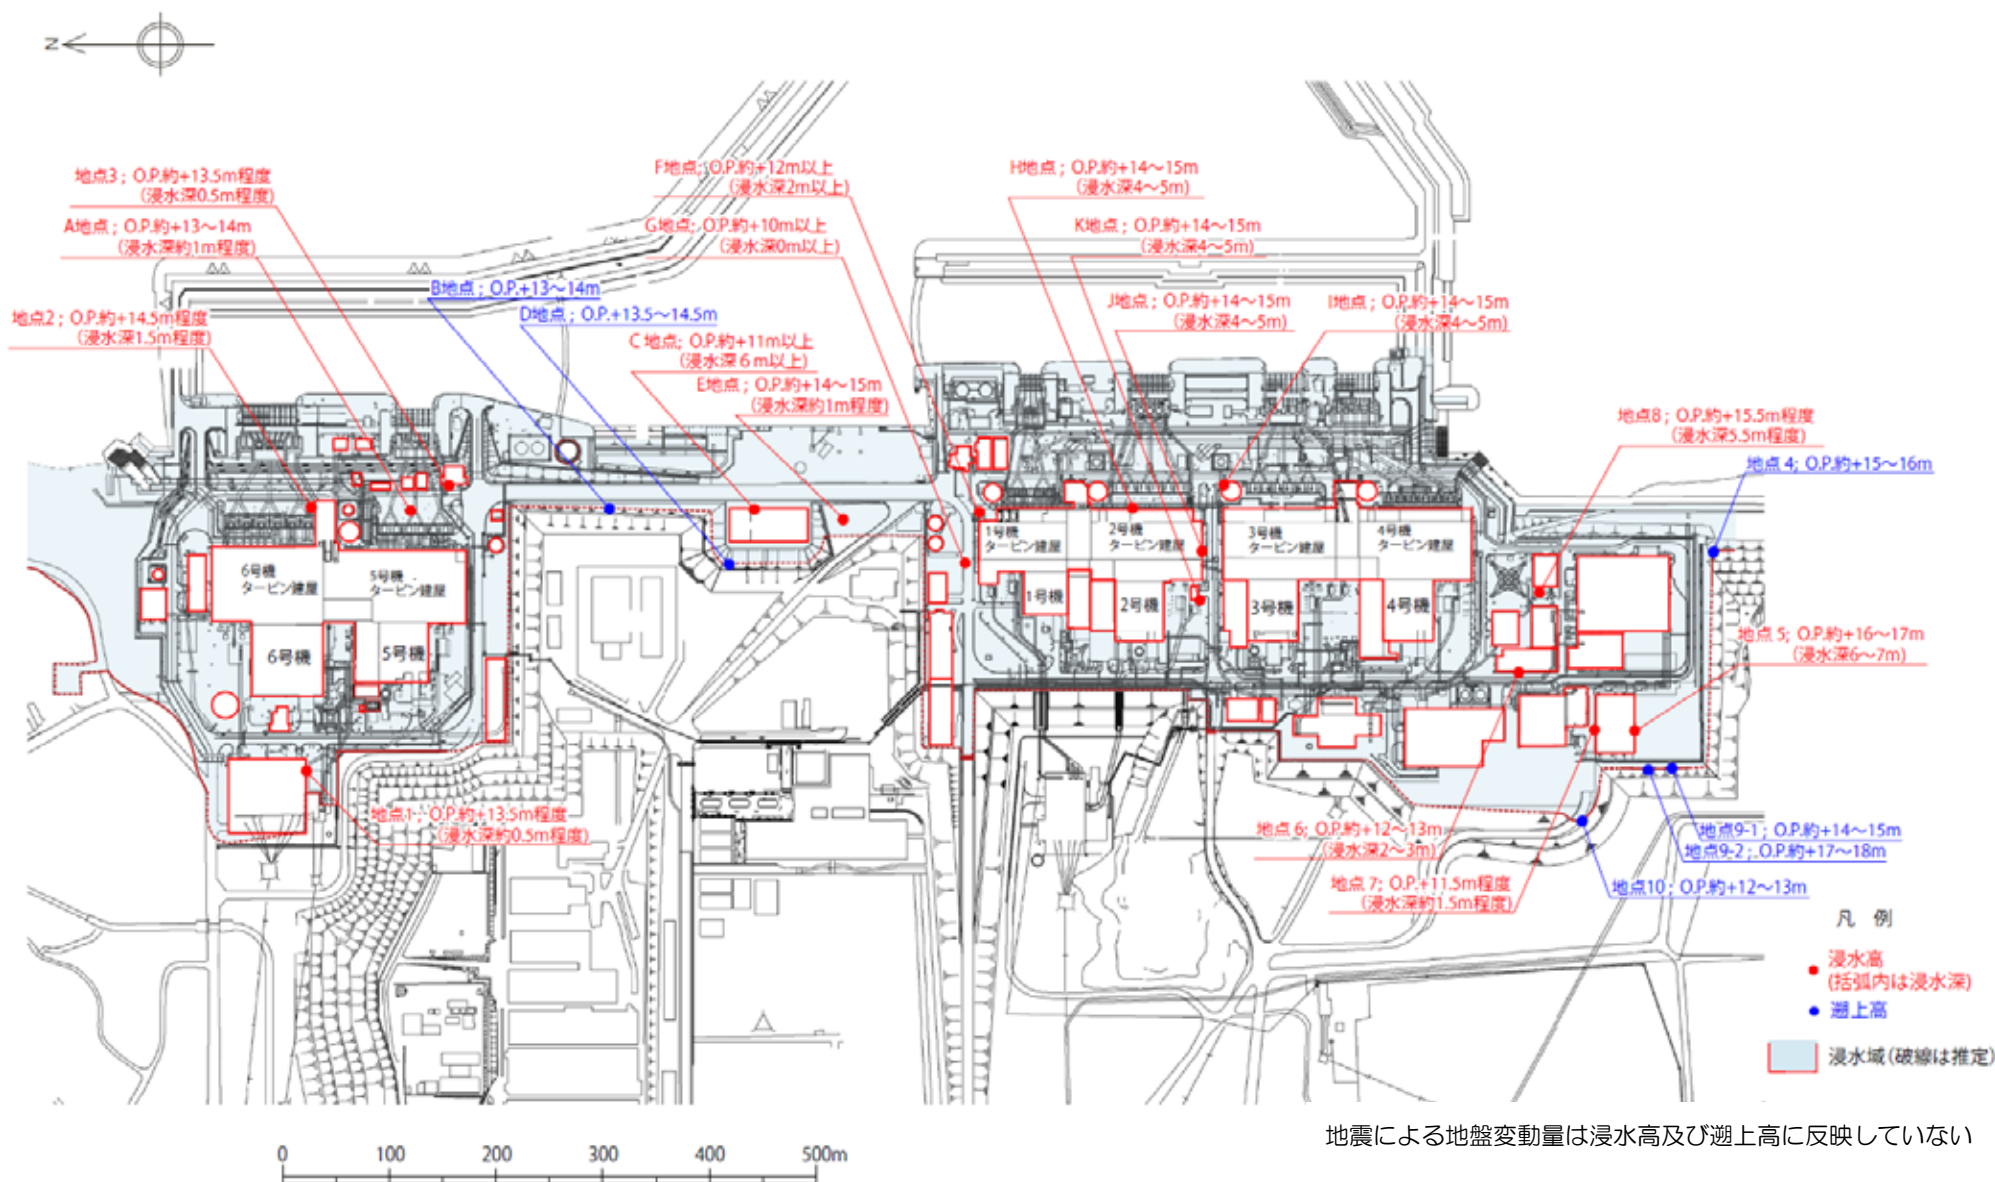 N
地点3 ; O.P.約+13.5m程度
(浸水深0.5m程度)
A地点 ; O.P.約+13～14m
(浸水深約1m程度)
地点2 ; O.P.約+14.5m程度
(浸水深1.5m程度)
B地点 ; O.P.+13～14m
D地点 ; O.P.+13.5～14.5m
F地点; O.P.約+12m以上
(浸水深2m以上)
G地点; O.P.約+10m以上
(浸水深0m以上)
C 地点; O.P.約+11m以上
(浸水深６m以上)
E地点 ; O.P.約+14～15m
(浸水深約1m程度)
H地点 ; O.P.約+14～15m
(浸水深4～5m)
K地点 ; O.P.約+14～15m
(浸水深4～5m)
J地点 ; O.P.約+14～15m
(浸水深4～5m)
I地点 ; O.P.約+14～15m
(浸水深4～5m)
地点8 ; O.P.約+15.5m程度
(浸水深5.5m程度)
地点 4; O.P.約+15～16m
地点 5; O.P.約+16～17m
(浸水深6～7m)
6号機
タービン建屋
5号機
タービン建屋
6号機
5号機
1号機
タービン建屋
2号機
タービン建屋
3号機
タービン建屋
4号機
タービン建屋
1号機
2号機
3号機
4号機
地点1 ; O.P.約+13.5m程度
(浸水深約0.5m程度)
地点 6; O.P.約+12～13m
(浸水深2～3m)
地点 7; O.P.+11.5m程度
(浸水深約1.5m程度)
地点9-1 ; O.P.約+14～15m
地点9-2 ; O.P.約+17～18m
地点10 ; O.P.約+12～13m
凡 例
浸水高
(括弧内は浸水深)
遡上高
浸水域(破線は推定)
地震による地盤変動量は浸水高及び遡上高に反映していない
0 100 200 300 400 500m